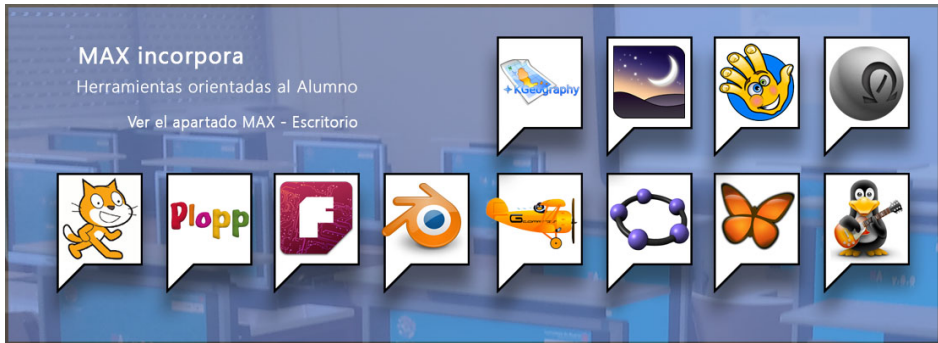 MAX incorpora
Herramientas orientadas al Alumno
Ver el apartado MAX - Escritorio
KGeography
Plopp